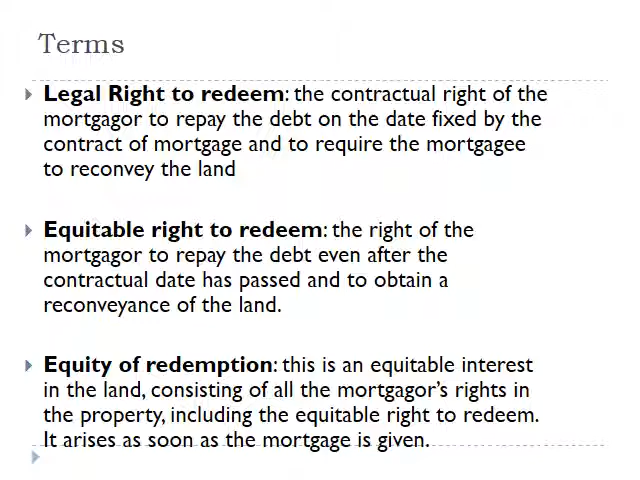 Terms
Legal Right to redeem: the contractual right of the
mortgagor to repay the debt on the date fixed by the
contract of mortgage and to require the mortgagee
to reconvey the land
Equitable right to redeem: the right of the
mortgagor to repay the debt even after the
contractual date has passed and to obtain a
reconveyance of the land.
Equity of redemption: this is an equitable interest
in the land, consisting of all the mortgagor’s rights in
the property, including the equitable right to redeem.
It arises as soon as the mortgage is given.